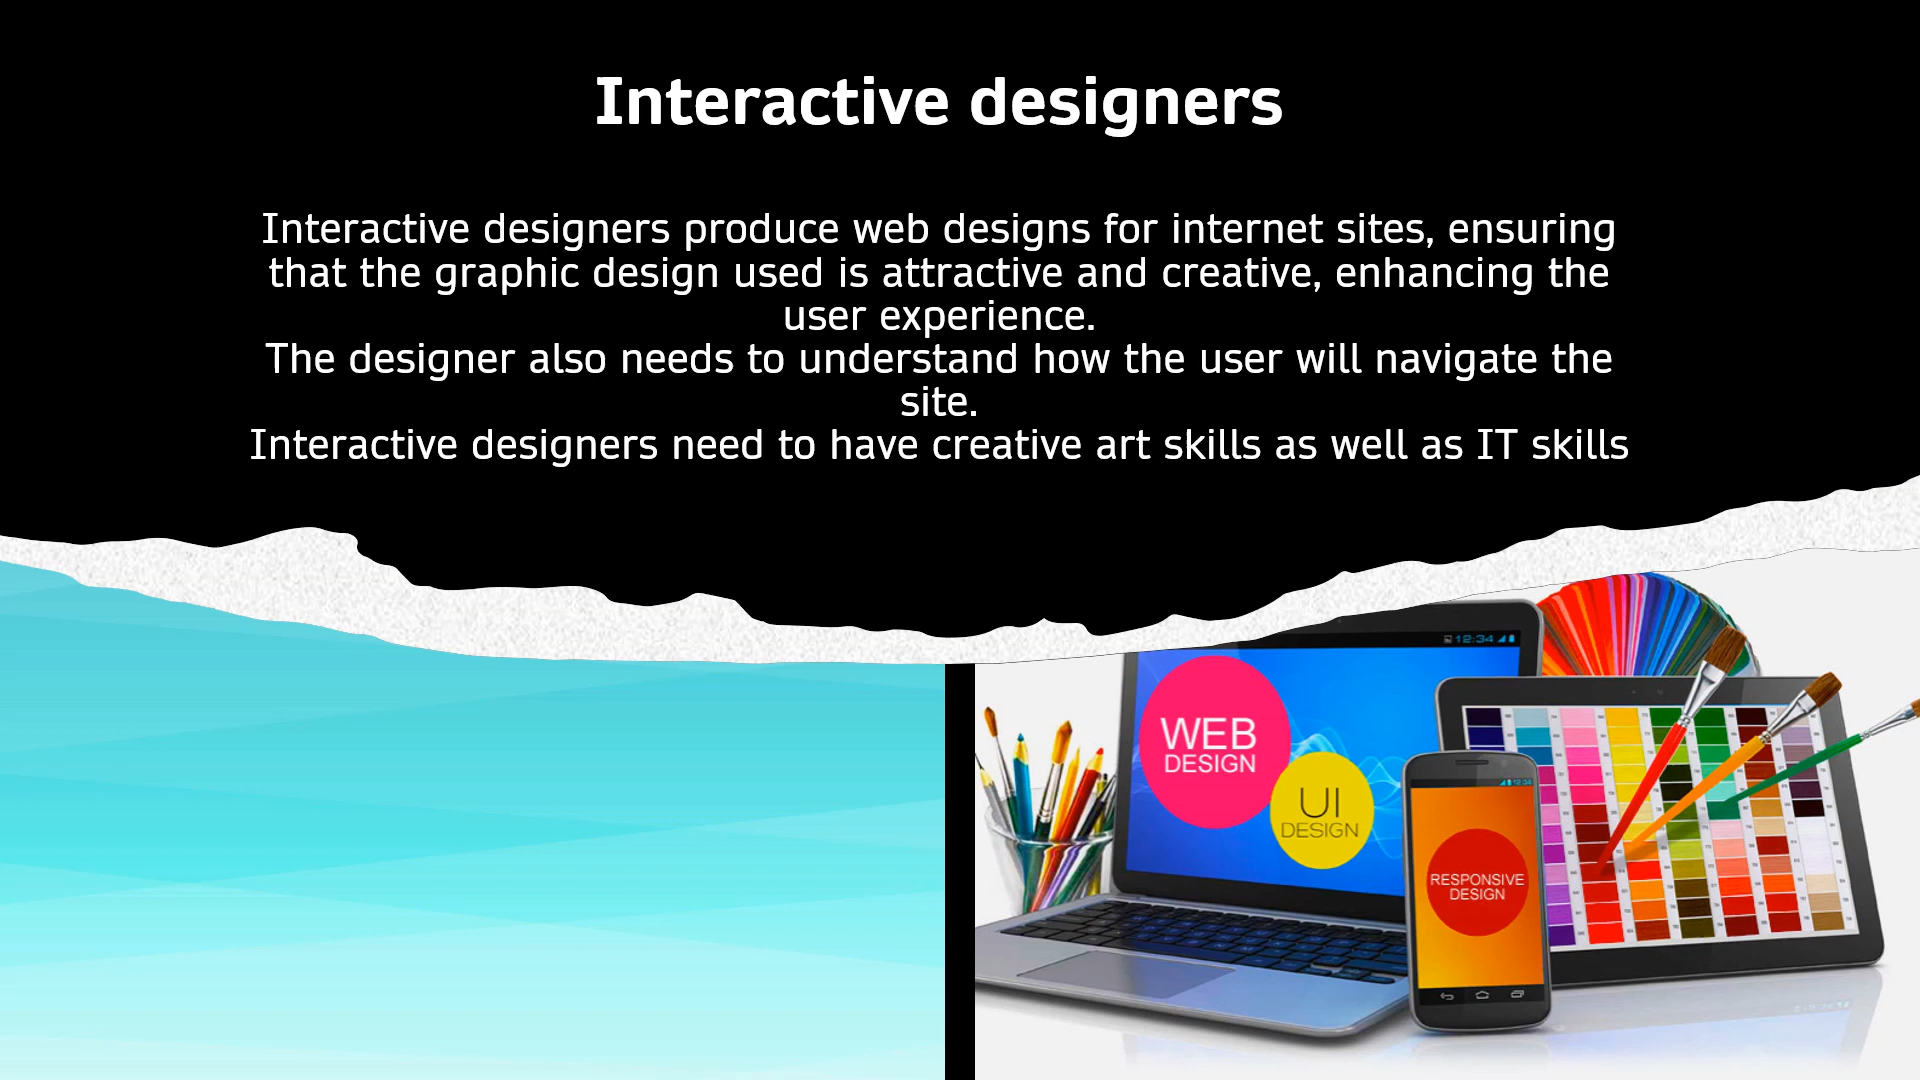 Interactive designers
Interactive designers produce web designs for internet sites, ensuring
that the graphic design used is attractive and creative, enhancing the
user experience.
The designer also needs to understand how the user will navigate the
site.
Interactive designers need to have creative art skills as well as IT skills
12:34
WEB
DESIGN
UI
DESIGN
12:34
RESPONSIVE
DESIGN